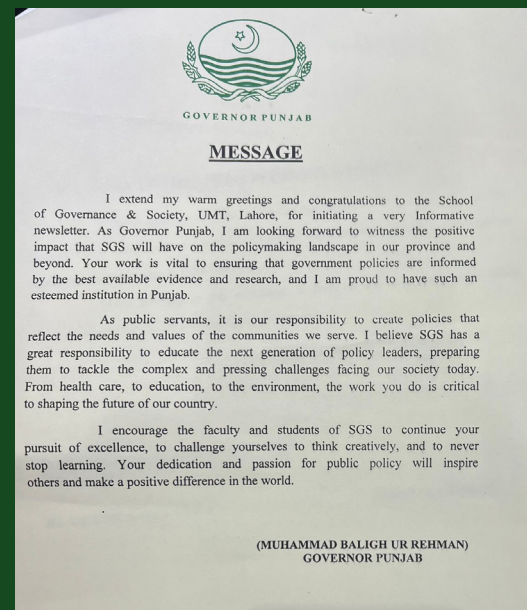 GOVERNOR PUNJAB
MESSAGE
I extend my warm greetings and congratulations to the School
of Governance & Society, UMT, Lahore, for initiating a very Informative
newsletter. As Governor Punjab, I am looking forward to witness the positive
impact that SGS will have on the policymaking landscape in our province and
beyond. Your work is vital to ensuring that government policies are informed
by the best available evidence and research, and I am proud to have such an
esteemed institution in Punjab.
As public servants, it is our responsibility to create policies that
reflect the needs and values of the communities we serve. I believe SGS has a
great responsibility to educate the next generation of policy leaders, preparing
them to tackle the complex and pressing challenges facing our society today.
From health care, to education, to the environment, the work you do is critical
to shaping the future of our country.
I encourage the faculty and students of SGS to continue your
pursuit of excellence, to challenge yourselves to think creatively, and to never
stop learning. Your dedication and passion for public policy will inspire
others and make a positive difference in the world.
(MUHAMMAD BALIGH UR REHMAN)
GOVERNOR PUNJAB